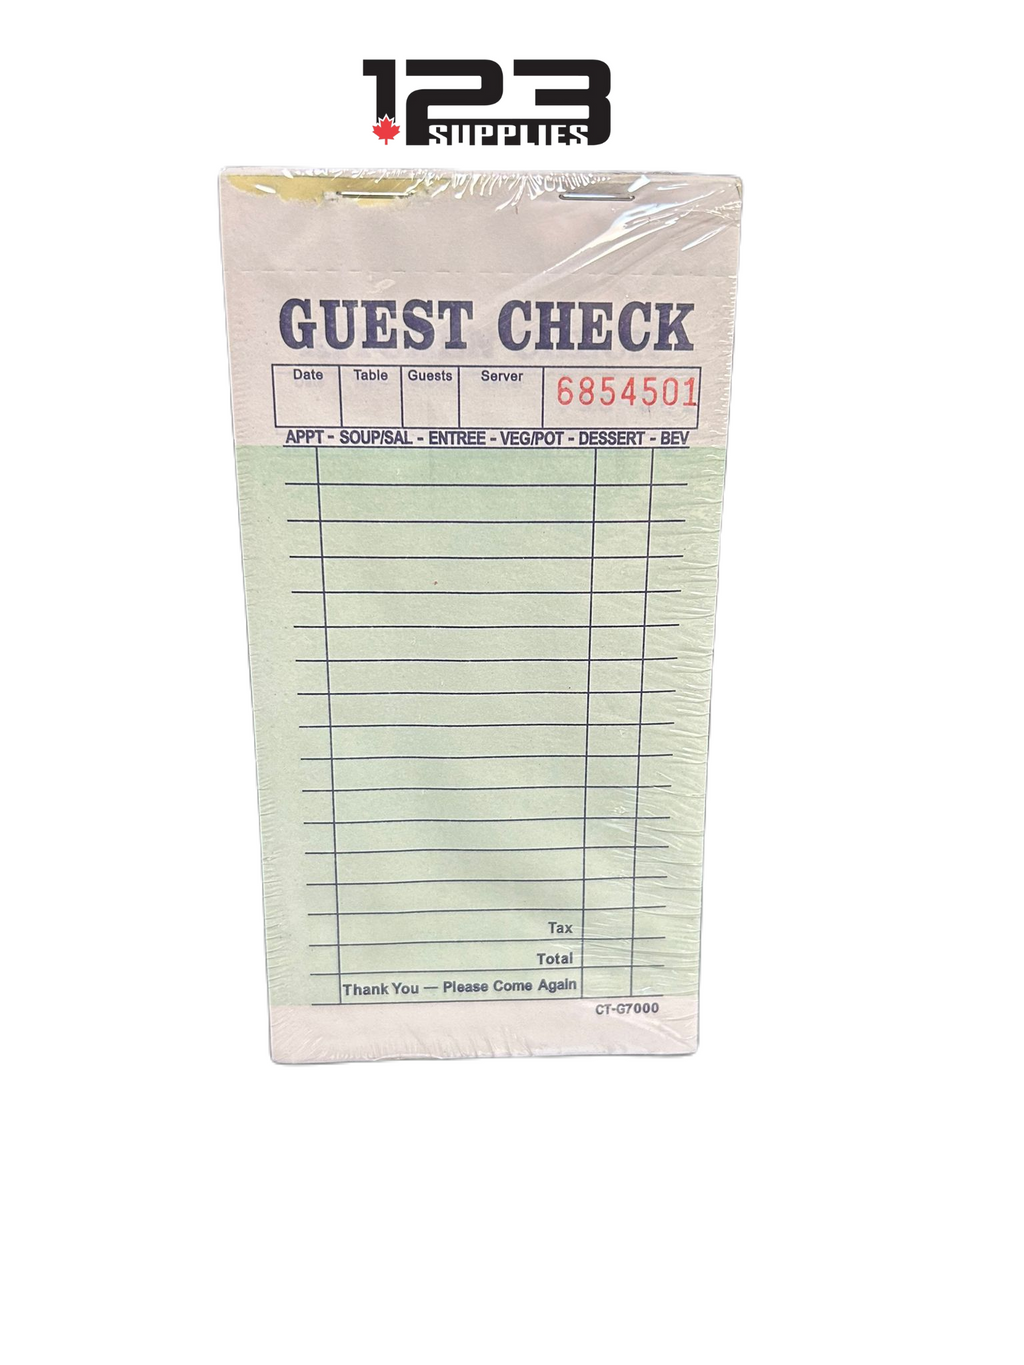 123
SUPPLIES
GUEST CHECK
Date Table Guests Server 6854501
APPT - SOUP/SAL - ENTREE - VEG/POT - DESSERT - BEV
Tax
Total
Thank You — Please Come Again
CT-G7000